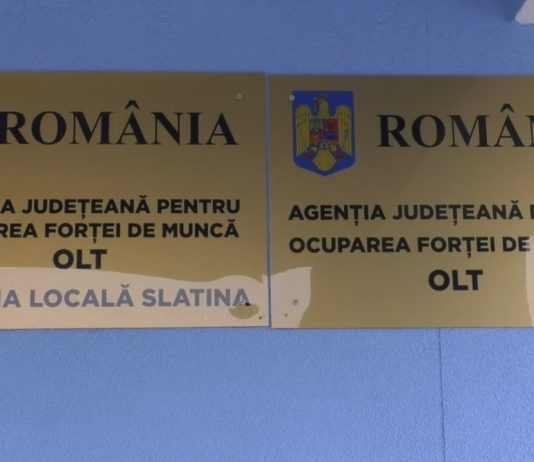 ROMÂNIA
A JUDEȚEANĂ PENTRU
AREA FORȚEI DE MUNCĂ
OLT
IA LOCALĂ SLATINA
ROMÂN
AGENȚIA JUDEȚEANĂ
OCUPAREA FORȚEI DE
OLT